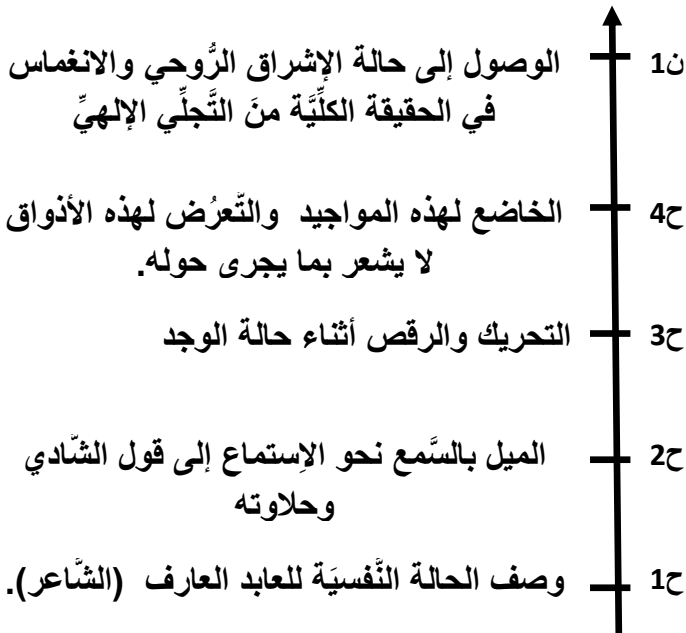 ن1 الوصول إلى حالة الإشراق الرُّوحي والانغماس
في الحقيقة الكلِّيَّة منَ التَّجلِّي الإلهيِّ
ح4 الخاضع لهذه المواجيد والتّعرُض لهذه الأذواق
لا يشعر بما يجرى حوله.
ح3 التحريك والرقص أثناء حالة الوجد
ح2 الميل بالسَّمع نحو الإستماع إلى قول الشّادي
وحلاوته
ح1 وصف الحالة النَّفسيَة للعابد العارف (الشَّاعر).